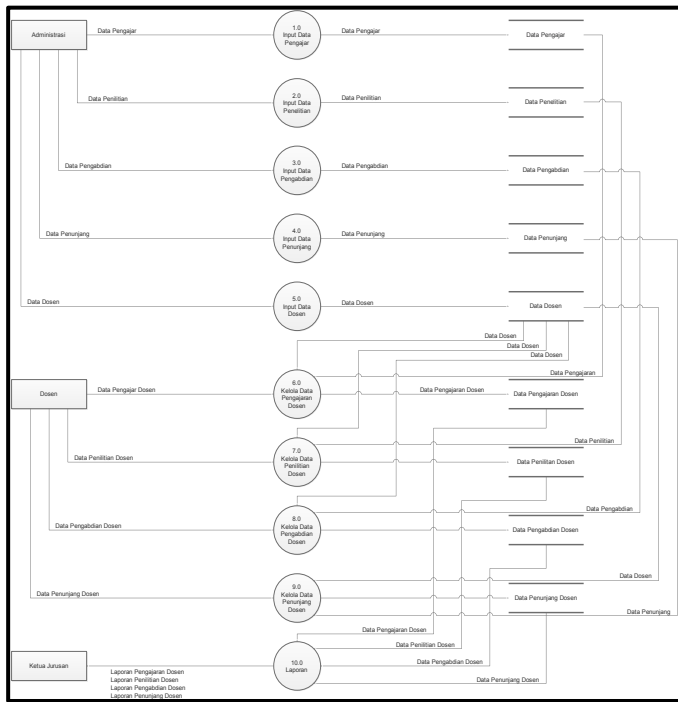 Administrasi
Data Pengajar
1.0
Input Data
Pengajar
Data Pengajar
Data Pengajar
Data Penilitian
2.0
Input Data
Penelitian
Data Penilitian
Data Penelitian
Data Pengabdian
3.0
Input Data
Pengabdian
Data Pengabdian
Data Pengabdian
Data Penunjang
4.0
Input Data
Penunjang
Data Penunjang
Data Penunjang
Data Dosen
5.0
Input Data
Dosen
Data Dosen
Data Dosen
Data Dosen
Data Dosen
Data Dosen
Dosen
Data Pengajar Dosen
6.0
Kelola Data
Pengajaran
Dosen
Data Pengajaran
Data Pengajaran Dosen
Data Pengajaran Dosen
Data Penilitian Dosen
7.0
Kelola Data
Penilitian
Dosen
Data Penilitian
Data Penilitan Dosen
Data Pengabdian Dosen
8.0
Kelola Data
Pengabdian
Dosen
Data Pengabdian
Data Pengabdian Dosen
Data Penunjang Dosen
9.0
Kelola Data
Penunjang
Dosen
Data Dosen
Data Penunjang Dosen
Data Penunjang
Ketua Jurusan
Laporan Pengajaran Dosen
Laporan Penilitian Dosen
Laporan Pengabdian Dosen
Laporan Penunjang Dosen
10.0
Laporan
Data Pengajaran Dosen
Data Penilitian Dosen
Data Pengabdian Dosen
Data Penunjang Dosen